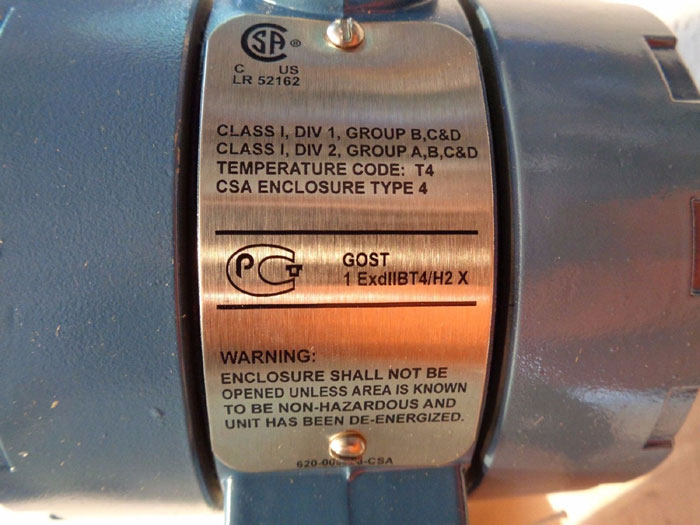 CSA ®
C US
LR 52162
CLASS I, DIV 1, GROUP B,C&D
CLASS I, DIV 2, GROUP A,B,C&D
TEMPERATURE CODE: T4
CSA ENCLOSURE TYPE 4
GOST
1 ExdIIBT4/H2 X
WARNING:
ENCLOSURE SHALL NOT BE
OPENED UNLESS AREA IS KNOWN
TO BE NON-HAZARDOUS AND
UNIT HAS BEEN DE-ENERGIZED.